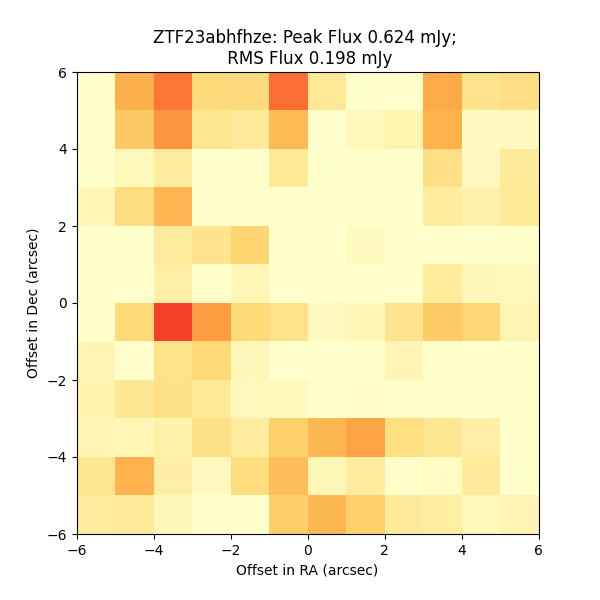 ZTF23abhfhze: Peak Flux 0.624 mJy;
RMS Flux 0.198 mJy
6
4
2
0
−2
−4
−6
Offset in Dec (arcsec)
−6 −4 −2 0 2 4 6
Offset in RA (arcsec)